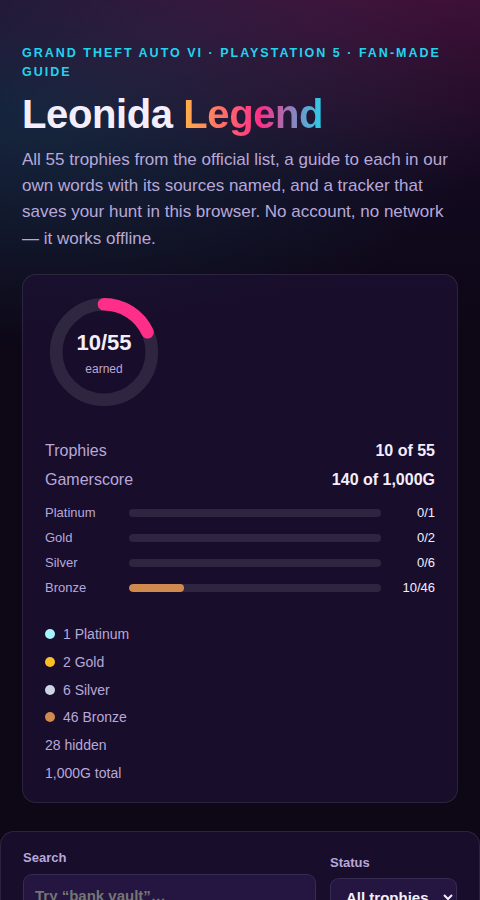 GRAND THEFT AUTO VI · PLAYSTATION 5 · FAN-MADE
GUIDE
Leonida Legend
All 55 trophies from the official list, a guide to each in our
own words with its sources named, and a tracker that
saves your hunt in this browser. No account, no network
— it works offline.
10/55
earned
Trophies 10 of 55
Gamerscore 140 of 1,000G
Platinum 0/1
Gold 0/2
Silver 0/6
Bronze 10/46
1 Platinum
2 Gold
6 Silver
46 Bronze
28 hidden
1,000G total
Search
Status
Try “bank vault”…
All trophies